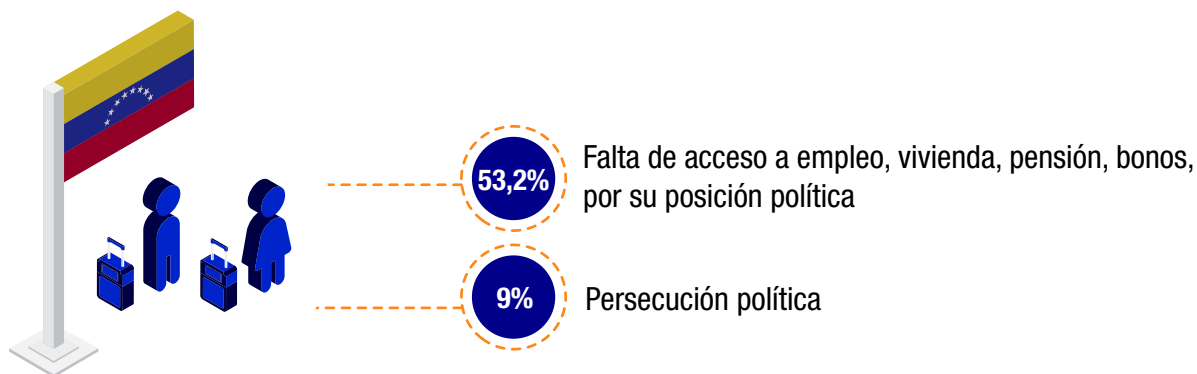 53,2%
Falta de acceso a empleo, vivienda, pensión, bonos,
por su posición política
9%
Persecución política